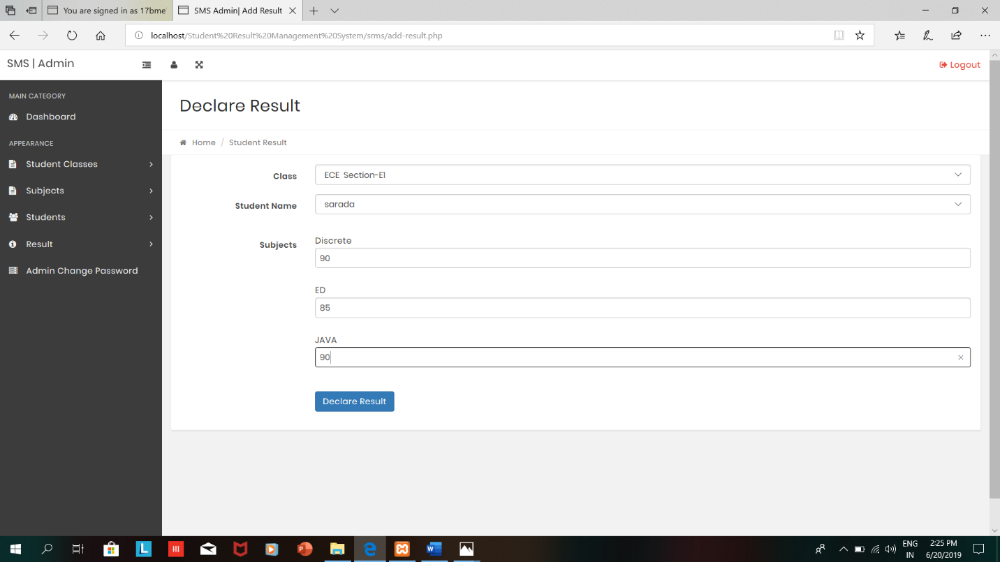 You are signed in as 17bme
SMS Admin| Add Result
localhost/Student%20Result%20Management%20System/srms/add-result.php
SMS | Admin
Logout
MAIN CATEGORY
Dashboard
APPEARANCE
Student Classes
Subjects
Students
Result
Admin Change Password
Declare Result
Home / Student Result
Class
ECE Section-E1
Student Name
sarada
Subjects
Discrete
90
ED
85
JAVA
90
Declare Result
ENG
IN
2:25 PM
6/20/2019